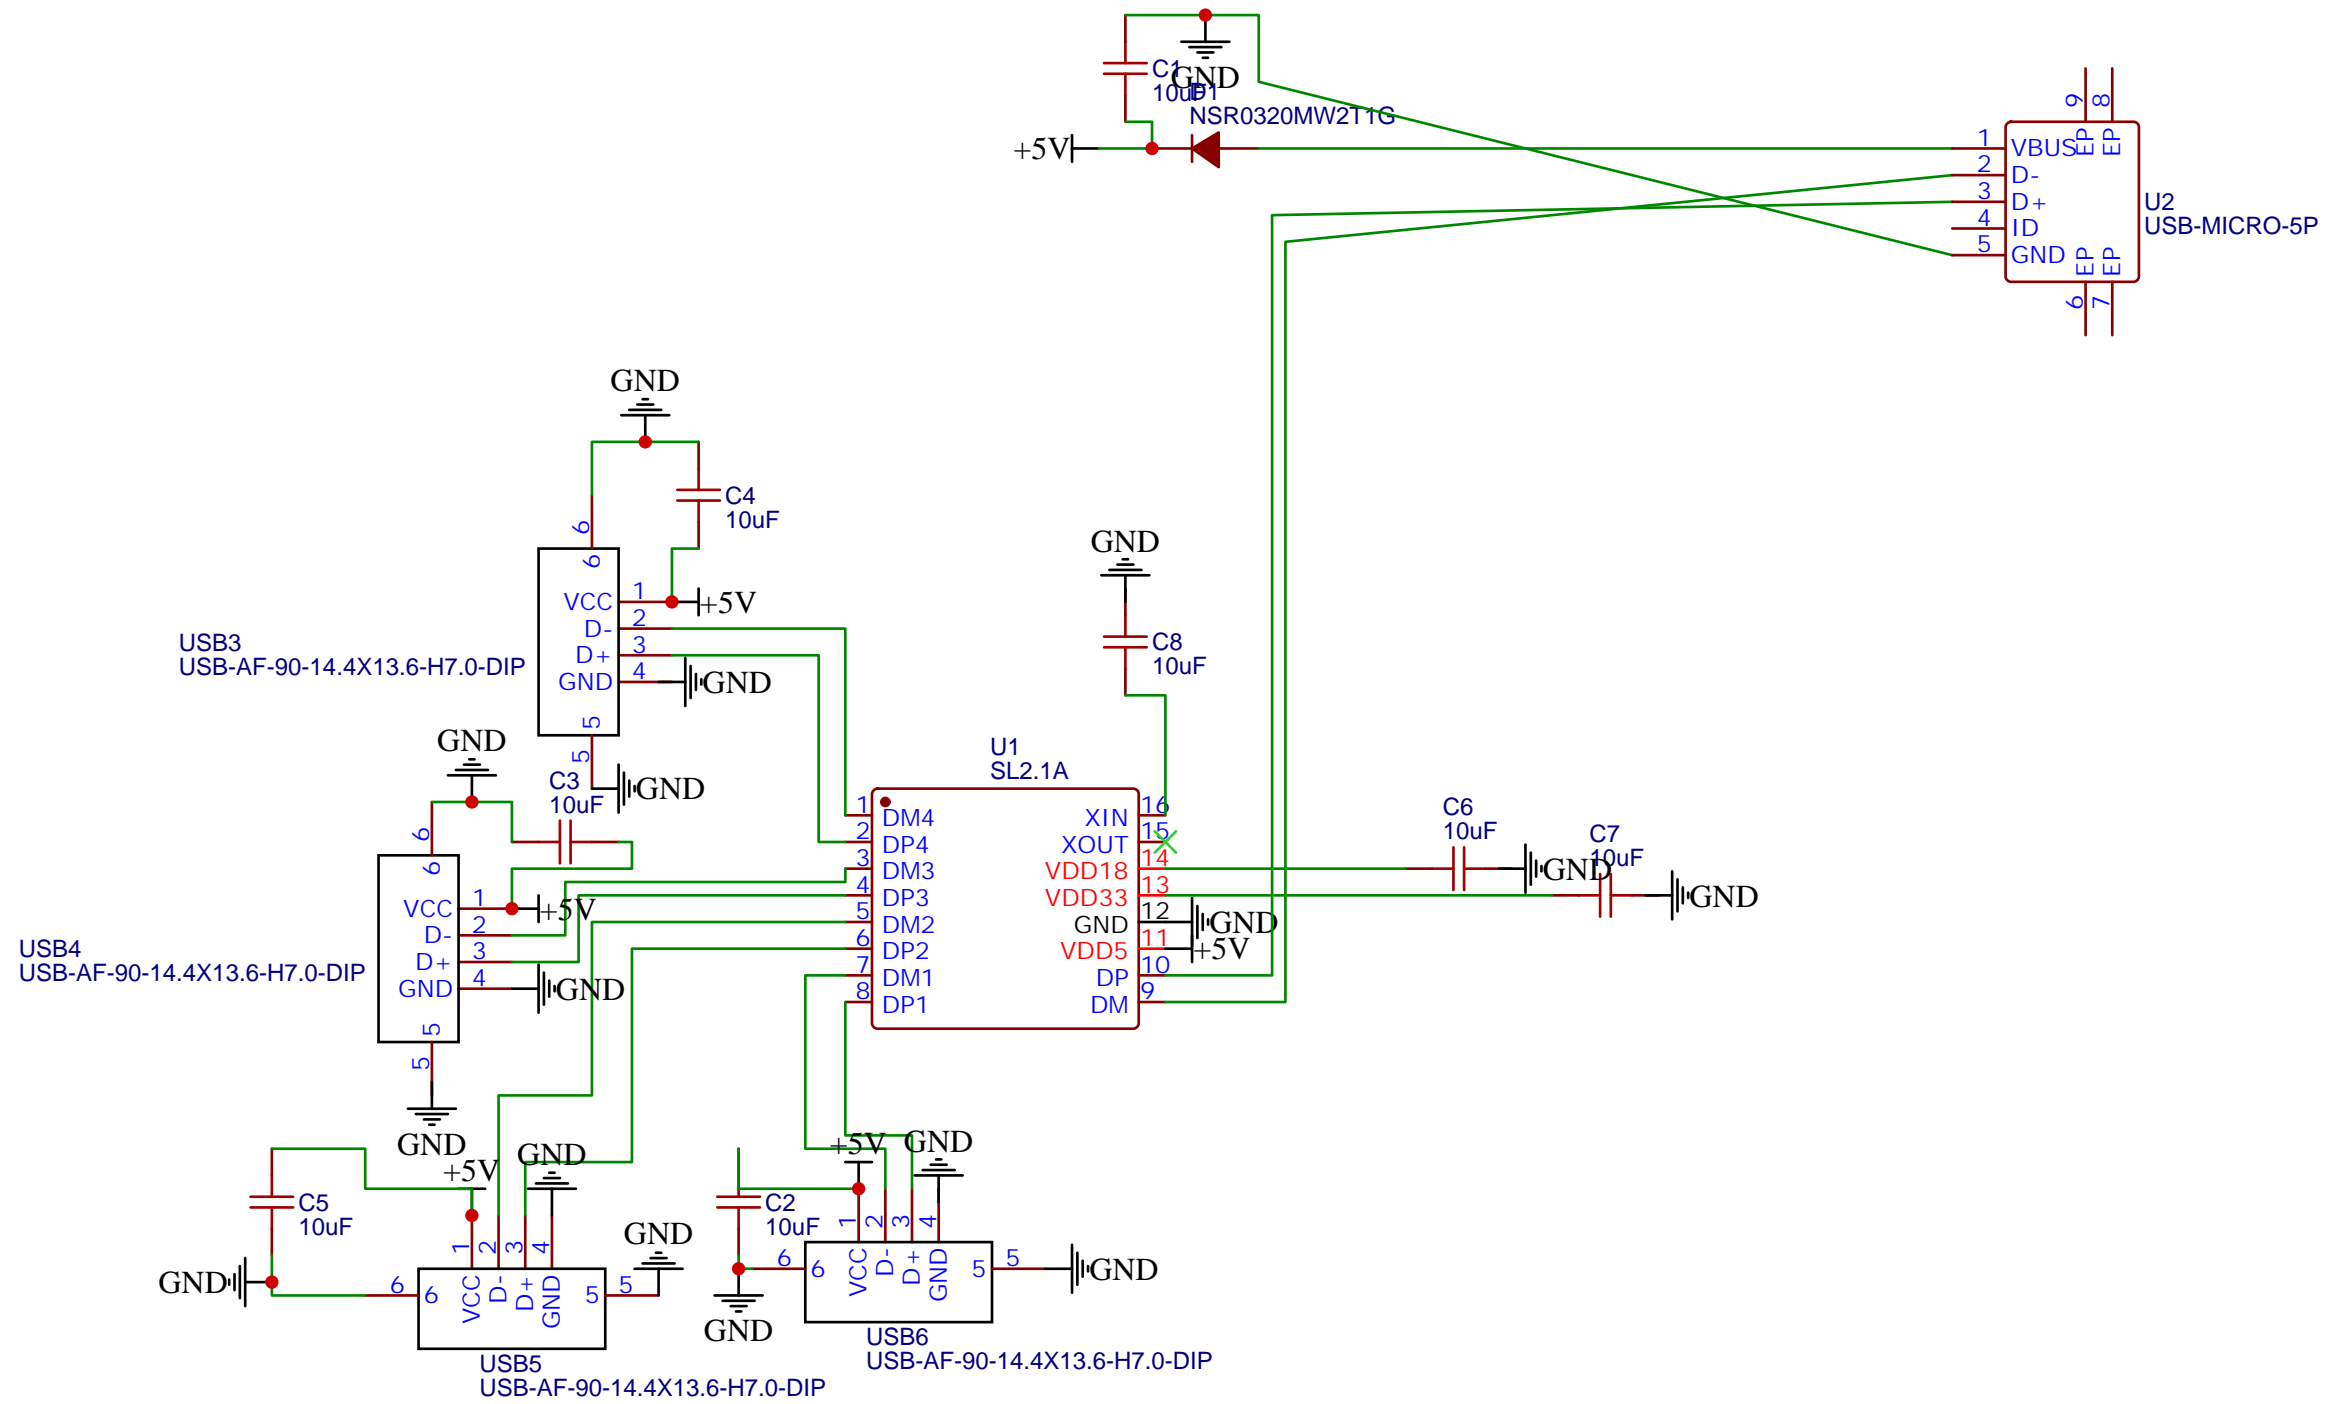 C1
10uF
GND
D1
NSR0320MW2T1G
+5V
9
8
EP
EP
1
VBUS
2
D-
3
D+
4
ID
5
GND
EP
EP
6
7
U2
USB-MICRO-5P
GND
C4
10uF
6
6
VCC
1
+5V
D-
2
D+
3
GND
4
GND
5
5
GND
USB3
USB-AF-90-14.4X13.6-H7.0-DIP
GND
C8
10uF
GND
C3
10uF
6
6
VCC
1
+5V
D-
2
D+
3
GND
4
GND
5
5
GND
USB4
USB-AF-90-14.4X13.6-H7.0-DIP
U1
SL2.1A
1
DM4
2
DP4
3
DM3
4
DP3
5
DM2
6
DP2
7
DM1
8
DP1
XIN
16
XOUT
15
VDD18
14
VDD33
13
GND
12
GND
VDD5
11
+5V
DP
10
DM
9
C6
10uF
GND
C7
10uF
GND
C5
10uF
GND
+5V
GND
GND
1
2
3
4
6
6
VCC
D-
D+
GND
5
5
USB5
USB-AF-90-14.4X13.6-H7.0-DIP
+5V
GND
C2
10uF
GND
1
2
3
4
6
6
VCC
D-
D+
GND
5
5
GND
USB6
USB-AF-90-14.4X13.6-H7.0-DIP